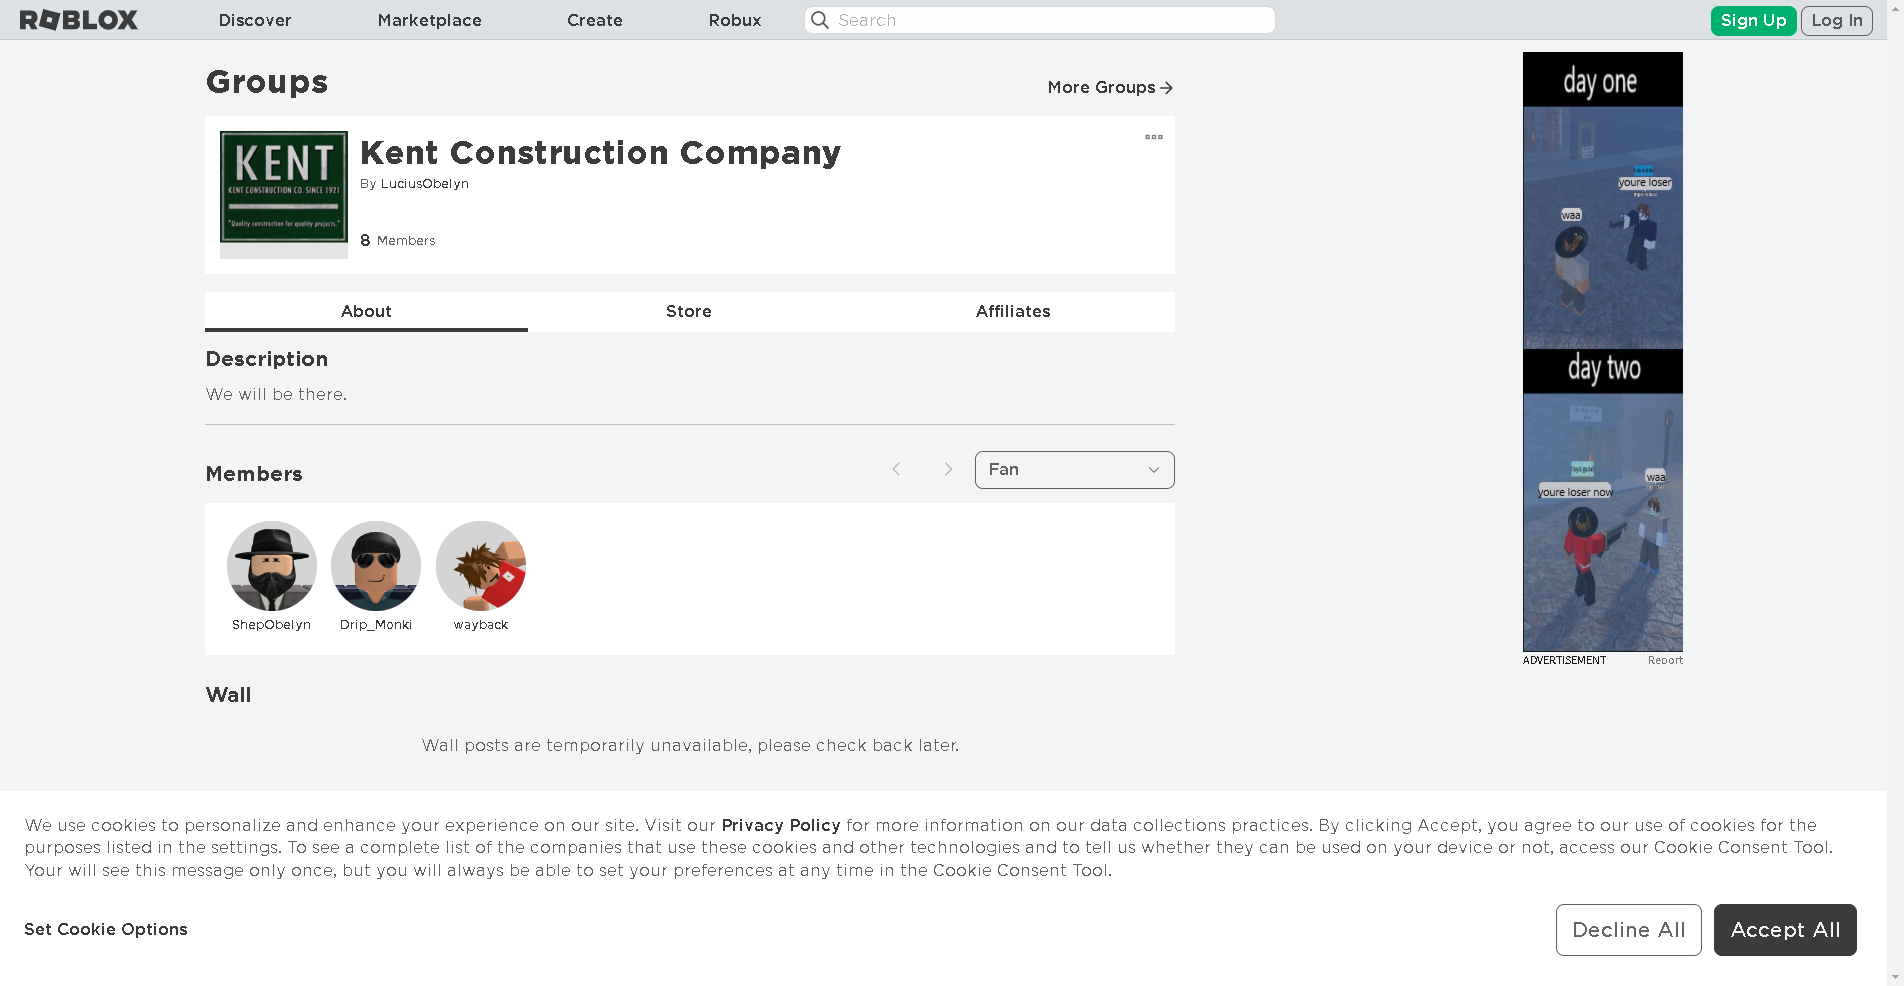 ROBLOX
Discover
Marketplace
Create
Robux
Search
Sign Up
Log In
Groups
More Groups
KENT
KENT CONSTRUCTION CO. SINCE 1921
"Quality construction for quality projects."
Kent Construction Company
By LuciusObelyn
8 Members
About
Store
Affiliates
Description
We will be there.
Members
Fan
ShepObelyn
Drip_Monki
wayback
Wall
Wall posts are temporarily unavailable, please check back later.
day one
youre loser
waa
day two
waa
youre loser now
ADVERTISEMENT
Report
We use cookies to personalize and enhance your experience on our site. Visit our Privacy Policy for more information on our data collections practices. By clicking Accept, you agree to our use of cookies for the
purposes listed in the settings. To see a complete list of the companies that use these cookies and other technologies and to tell us whether they can be used on your device or not, access our Cookie Consent Tool.
Your will see this message only once, but you will always be able to set your preferences at any time in the Cookie Consent Tool.
Set Cookie Options
Decline All
Accept All